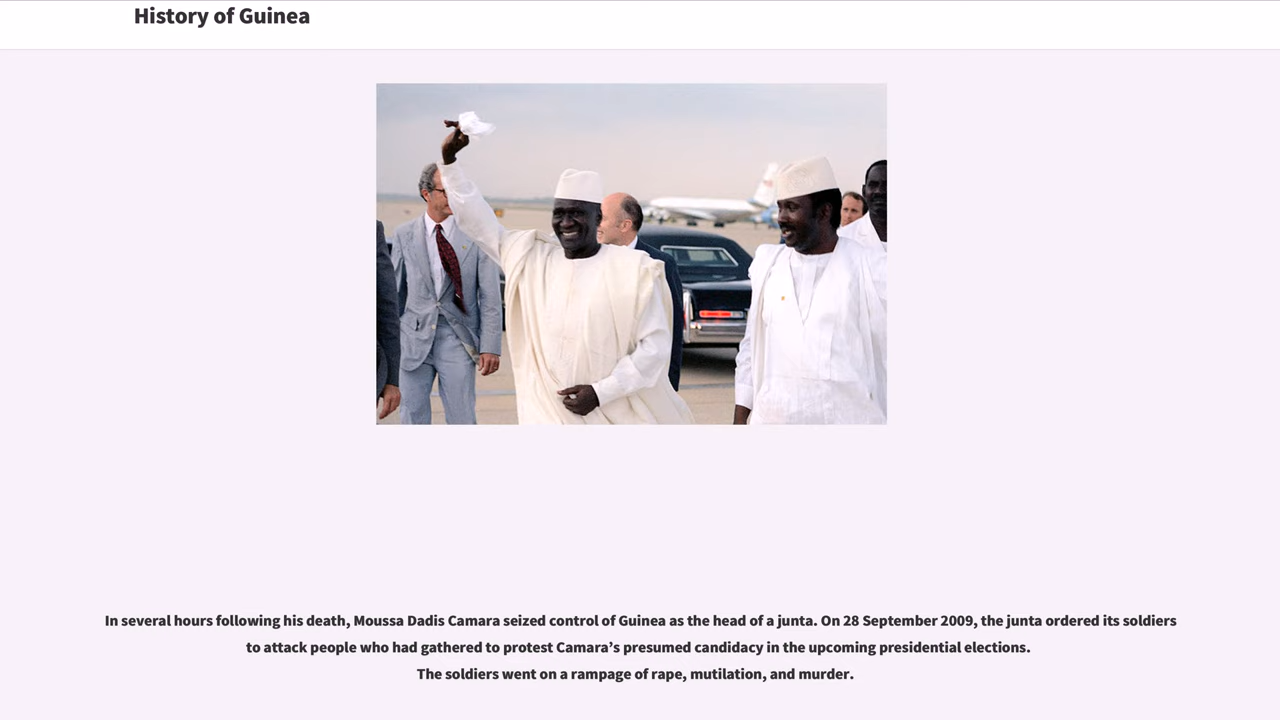 History of Guinea
In several hours following his death, Moussa Dadis Camara seized control of Guinea as the head of a junta. On 28 September 2009, the junta ordered its soldiers
to attack people who had gathered to protest Camara’s presumed candidacy in the upcoming presidential elections.
The soldiers went on a rampage of rape, mutilation, and murder.